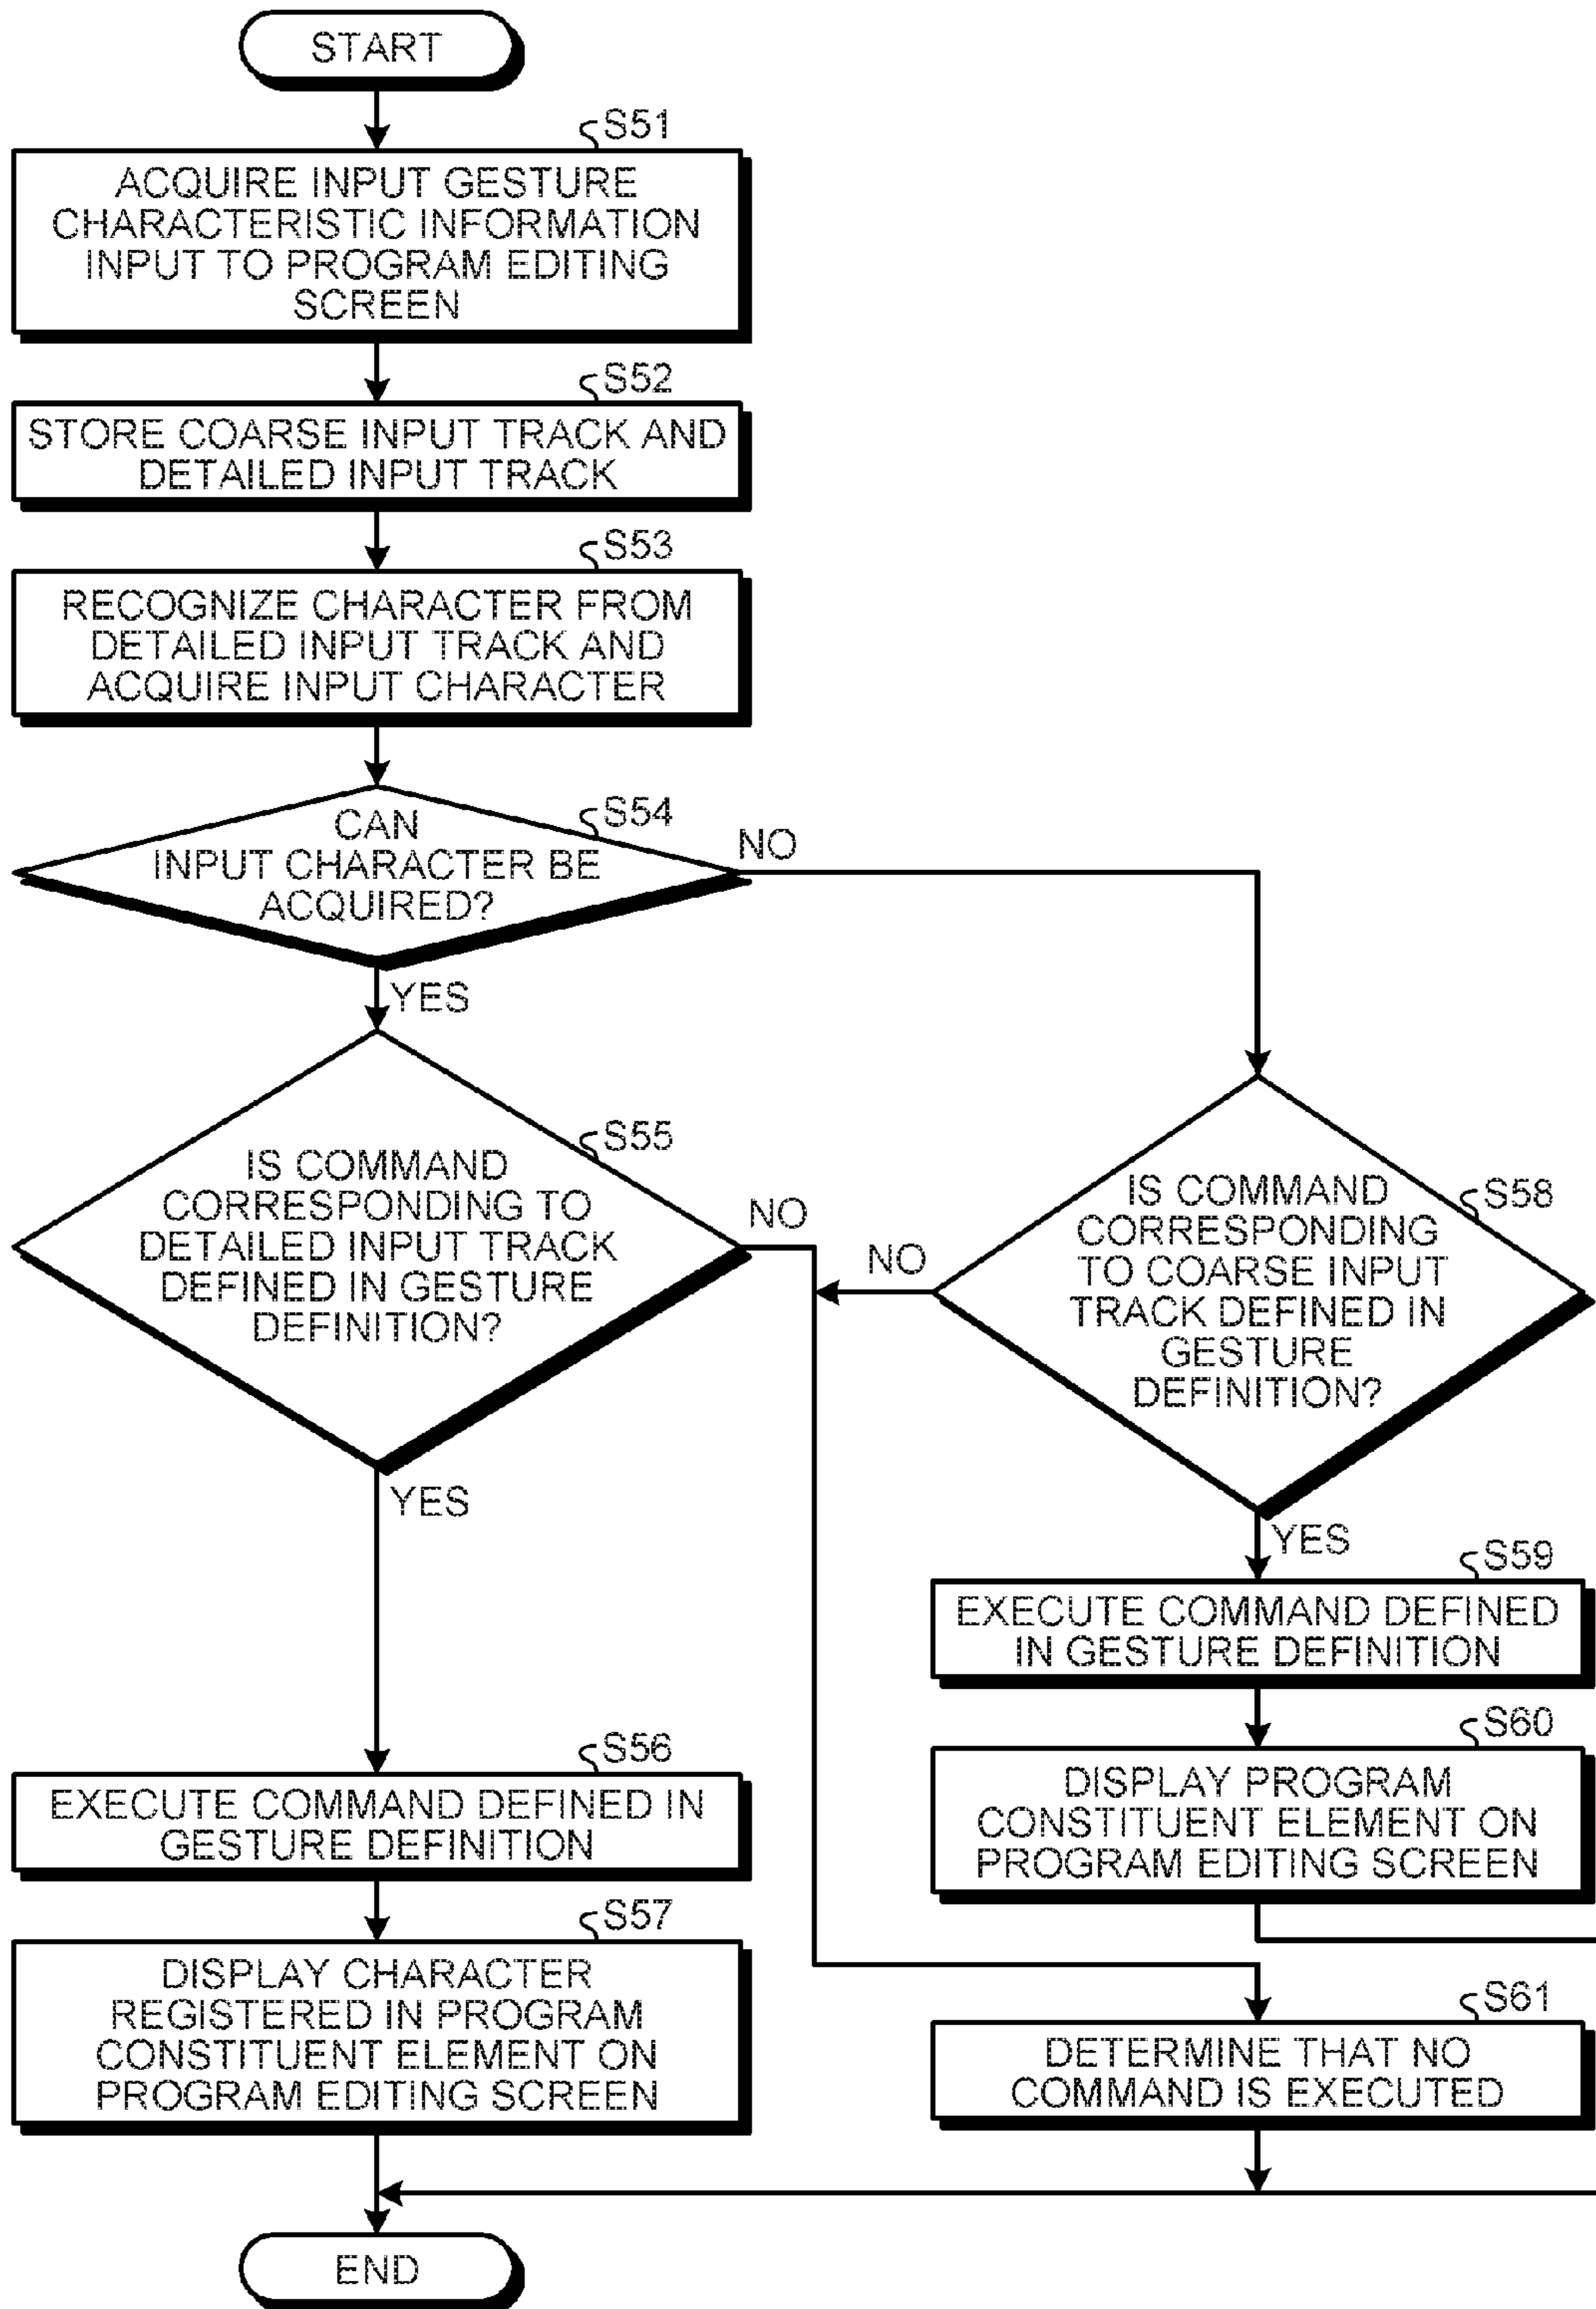 START
S51
ACQUIRE INPUT GESTURE
CHARACTERISTIC INFORMATION
INPUT TO PROGRAM EDITING
SCREEN
S52
STORE COARSE INPUT TRACK AND
DETAILED INPUT TRACK
S53
RECOGNIZE CHARACTER FROM
DETAILED INPUT TRACK AND
ACQUIRE INPUT CHARACTER
S54
CAN
INPUT CHARACTER BE
ACQUIRED?
NO
YES
S55
IS COMMAND
CORRESPONDING TO
DETAILED INPUT TRACK
DEFINED IN GESTURE
DEFINITION?
NO
YES
S56
EXECUTE COMMAND DEFINED IN
GESTURE DEFINITION
S57
DISPLAY CHARACTER
REGISTERED IN PROGRAM
CONSTITUENT ELEMENT ON
PROGRAM EDITING SCREEN
S58
IS COMMAND
CORRESPONDING
TO COARSE INPUT
TRACK DEFINED IN
GESTURE
DEFINITION?
NO
YES
S59
EXECUTE COMMAND DEFINED
IN GESTURE DEFINITION
S60
DISPLAY PROGRAM
CONSTITUENT ELEMENT ON
PROGRAM EDITING SCREEN
S61
DETERMINE THAT NO
COMMAND IS EXECUTED
END